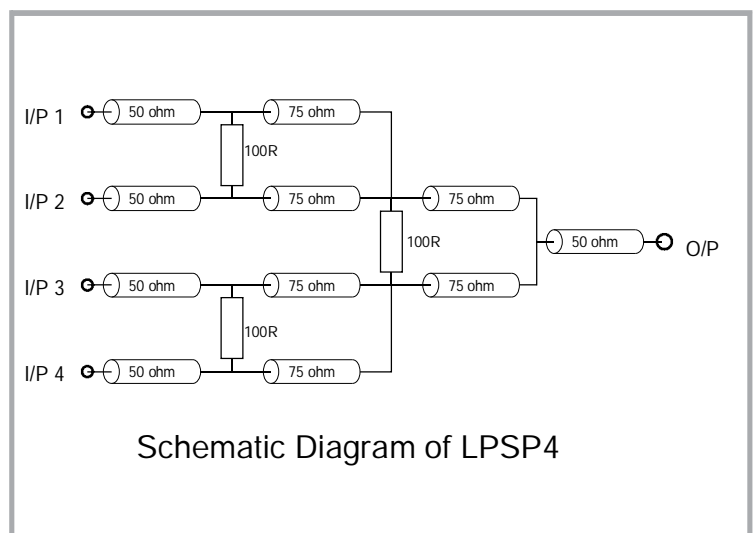 I/P 1 50 ohm 75 ohm
100R
I/P 2 50 ohm 75 ohm 75 ohm
100R 50 ohm O/P
I/P 3 50 ohm 75 ohm 75 ohm
100R
I/P 4 50 ohm 75 ohm
Schematic Diagram of LPSP4